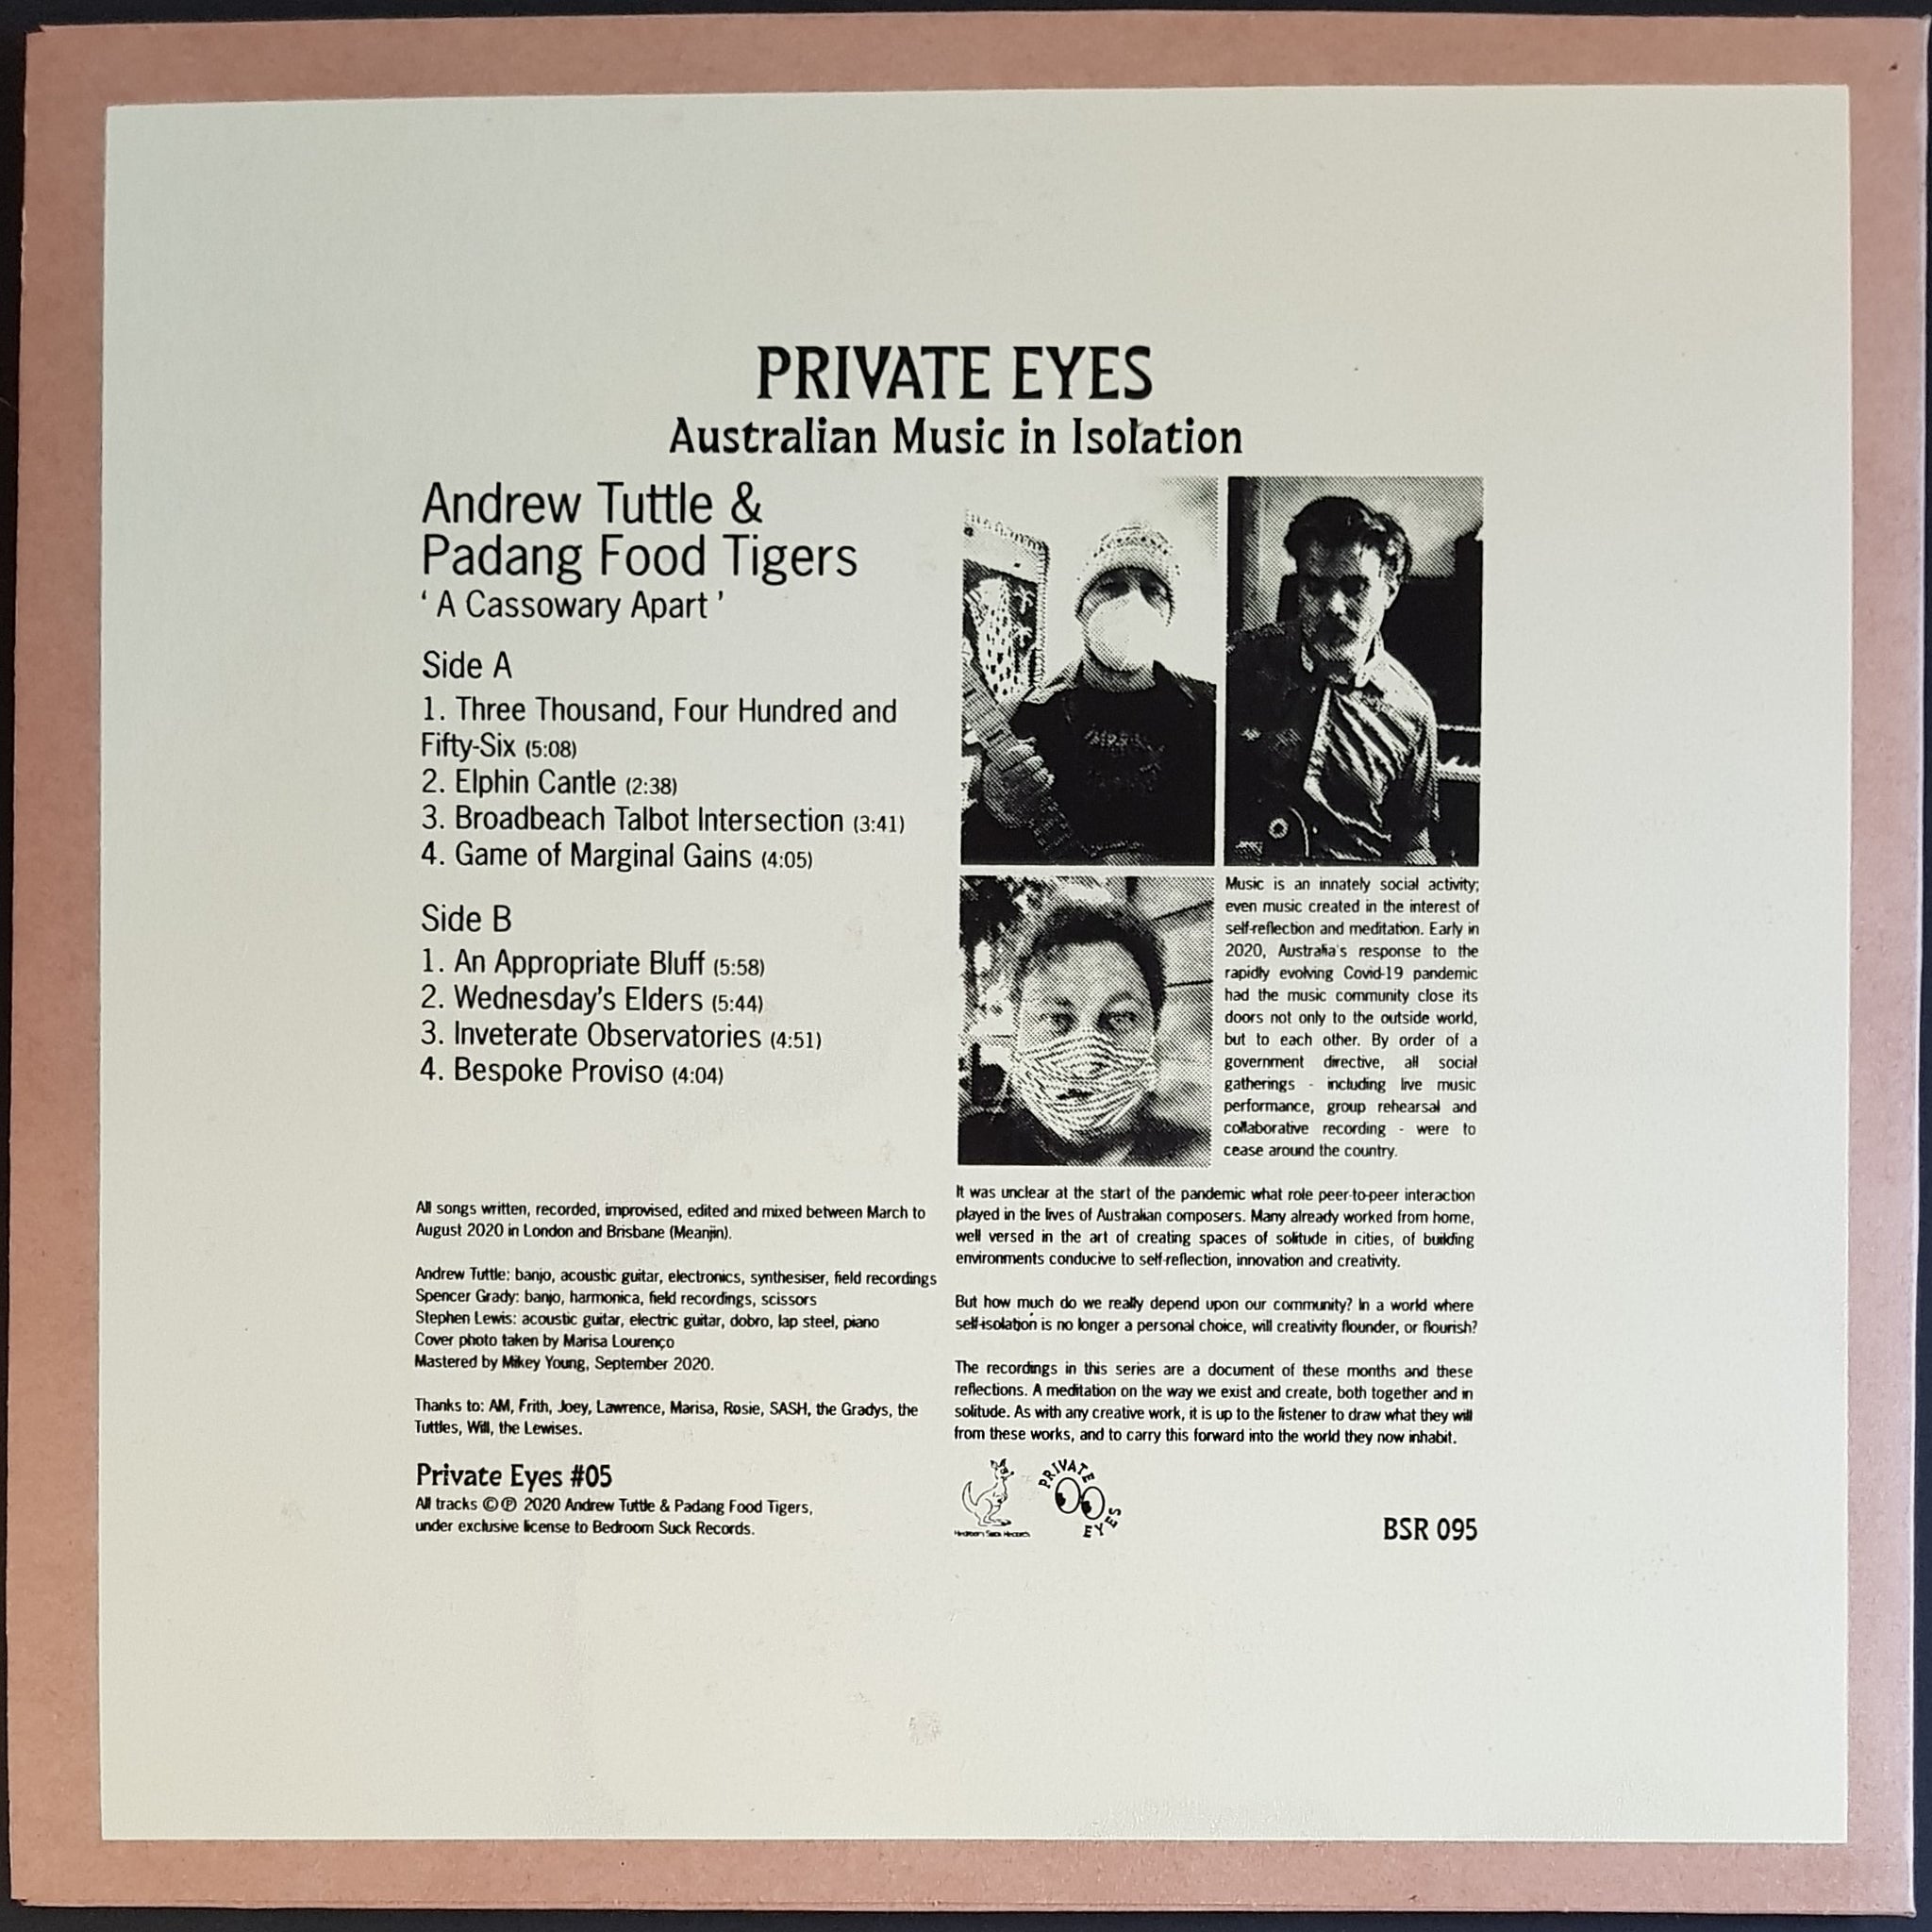 PRIVATE EYES
Australian Music in Isolation
Andrew Tuttle &
Padang Food Tigers
‘ A Cassowary Apart ’
Side A
1. Three Thousand, Four Hundred and
Fifty-Six (5:08)
2. Elphin Cantle (2:38)
3. Broadbeach Talbot Intersection (3:41)
4. Game of Marginal Gains (4:05)
Side B
1. An Appropriate Bluff (5:58)
2. Wednesday’s Elders (5:44)
3. Inveterate Observatories (4:51)
4. Bespoke Proviso (4:04)
All songs written, recorded, improvised, edited and mixed between March to
August 2020 in London and Brisbane (Meanjin).
Andrew Tuttle: banjo, acoustic guitar, electronics, synthesiser, field recordings
Spencer Grady: banjo, harmonica, field recordings, scissors
Stephen Lewis: acoustic guitar, electric guitar, dobro, lap steel, piano
Cover photo taken by Marisa Lourenço
Mastered by Mikey Young, September 2020.
Thanks to: AM, Frith, Joey, Lawrence, Marisa, Rosie, SASH, the Gradys, the
Tuttles, Will, the Lewises.
Private Eyes #05
All tracks ©℗ 2020 Andrew Tuttle & Padang Food Tigers,
under exclusive license to Bedroom Suck Records.
Music is an innately social activity;
even music created in the interest of
self-reflection and meditation. Early in
2020, Australia's response to the
rapidly evolving Covid-19 pandemic
had the music community close its
doors not only to the outside world,
but to each other. By order of a
government directive, all social
gatherings - including live music
performance, group rehearsal and
collaborative recording - were to
cease around the country.
It was unclear at the start of the pandemic what role peer-to-peer interaction
played in the lives of Australian composers. Many already worked from home,
well versed in the art of creating spaces of solitude in cities, of building
environments conducive to self-reflection, innovation and creativity.
But how much do we really depend upon our community? In a world where
self-isolation is no longer a personal choice, will creativity flounder, or flourish?
The recordings in this series are a document of these months and these
reflections. A meditation on the way we exist and create, both together and in
solitude. As with any creative work, it is up to the listener to draw what they will
from these works, and to carry this forward into the world they now inhabit.
Bedroom Suck Records
PRIVATE
EYES
BSR 095